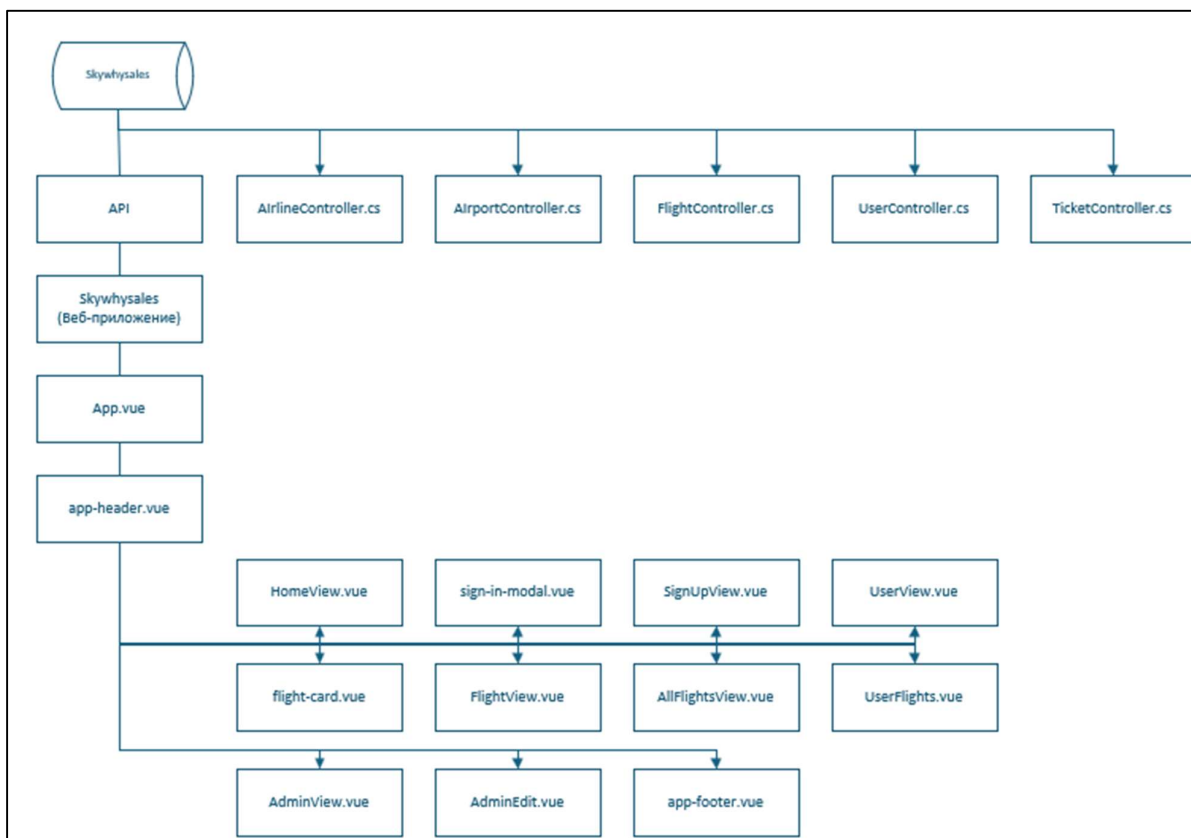 Skywhysales
API
AIrlineController.cs
AIrportController.cs
FlightController.cs
UserController.cs
TicketController.cs
Skywhysales
(Веб-приложение)
App.vue
app-header.vue
HomeView.vue
sign-in-modal.vue
SignUpView.vue
UserView.vue
flight-card.vue
FlightView.vue
AllFlightsView.vue
UserFlights.vue
AdminView.vue
AdminEdit.vue
app-footer.vue